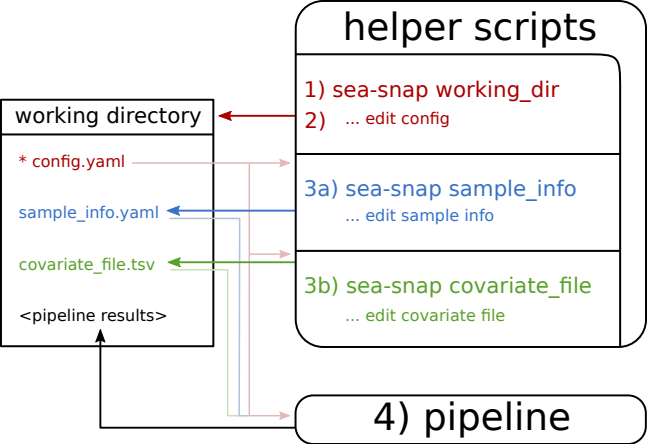 helper scripts
1) sea-snap working_dir
2) ... edit config
working directory
* config.yaml
3a) sea-snap sample_info
sample_info.yaml
... edit sample info
covariate_file.tsv
3b) sea-snap covariate_file
<pipeline results>
... edit covariate file
4) pipeline